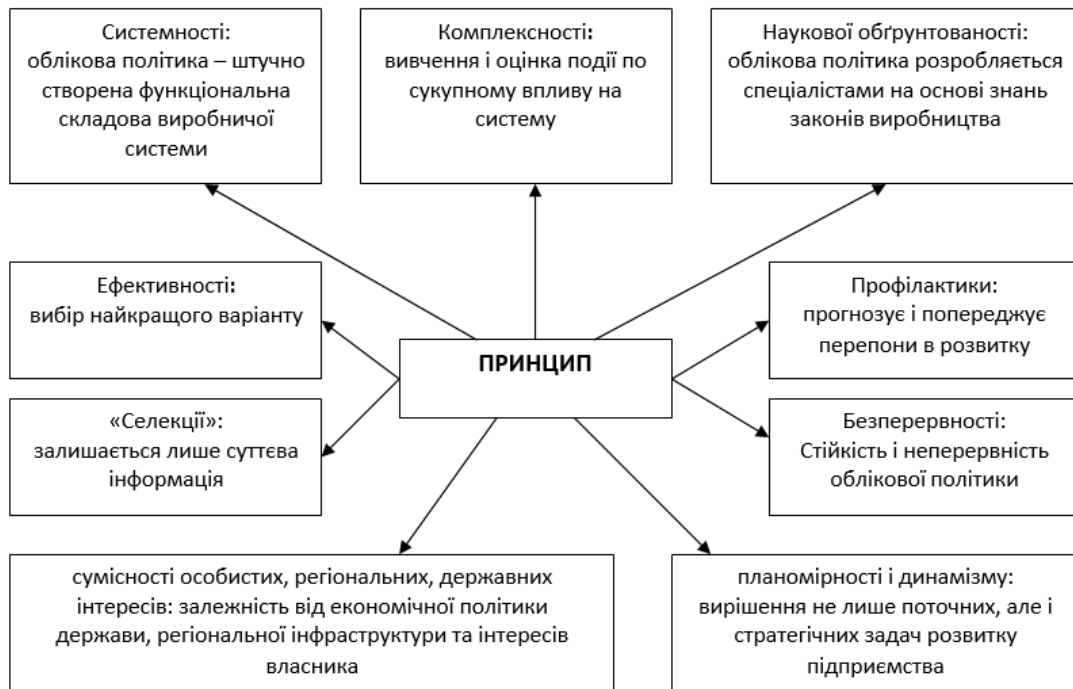 Системності:
облікова політика – штучно
створена функціональна
складова виробничої
системи
Комплексності:
вивчення і оцінка події по
сукупному впливу на
систему
Наукової обґрунтованості:
облікова політика розробляється
спеціалістами на основі знань
законів виробництва
Ефективності:
вибір найкращого варіанту
ПРИНЦИП
Профілактики:
прогнозує і попереджує
перепони в розвитку
«Селекції»:
залишається лише суттєва
інформація
Безперервності:
Стійкість і неперервність
облікової політики
сумісності особистих, регіональних, державних
інтересів: залежність від економічної політики
держави, регіональної інфраструктури та інтересів
власника
планомірності і динамізму:
вирішення не лише поточних, але і
стратегічних задач розвитку
підприємства